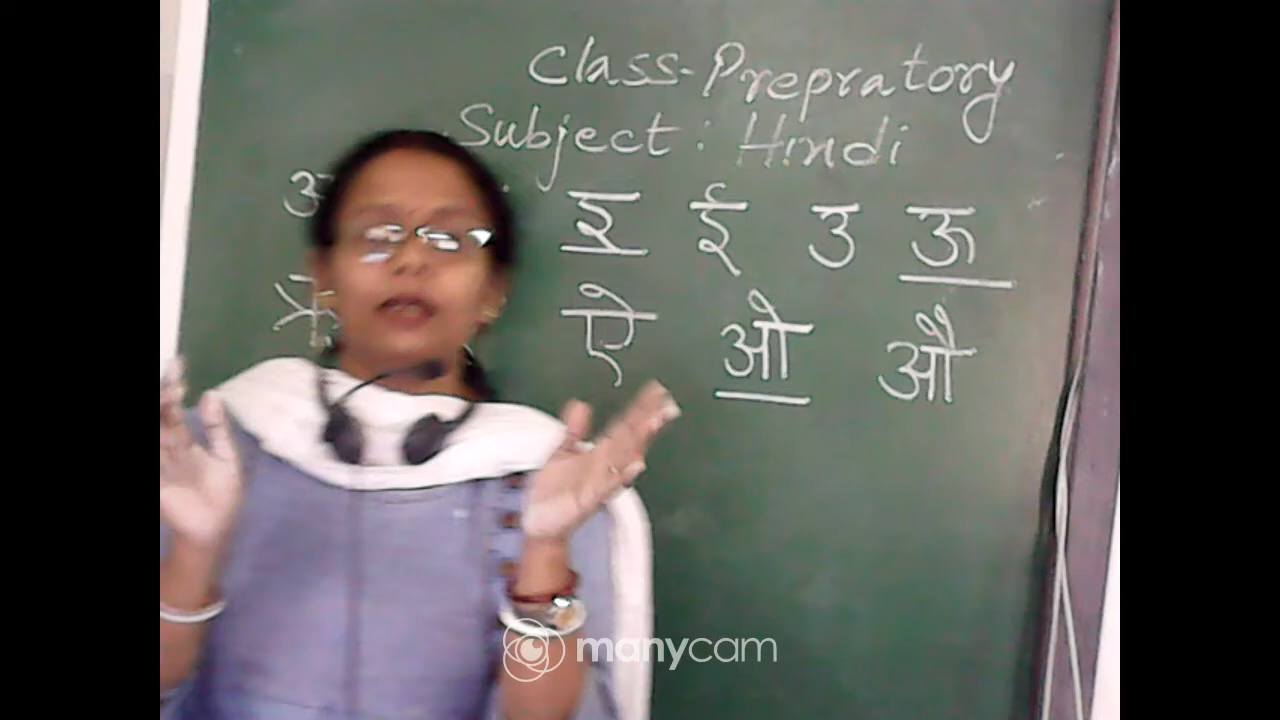 Class-Prepratory
Subject: Hindi
अ इ ई उ ऊ
ऐ ओ औ
manycam